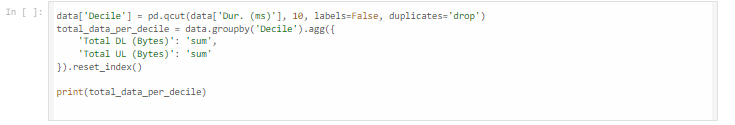 In [ ]:
data['Decile'] = pd.qcut(data['Dur. (ms)'], 10, labels=False, duplicates='drop')
total_data_per_decile = data.groupby('Decile').agg({
    'Total DL (Bytes)': 'sum',
    'Total UL (Bytes)': 'sum'
}).reset_index()

print(total_data_per_decile)